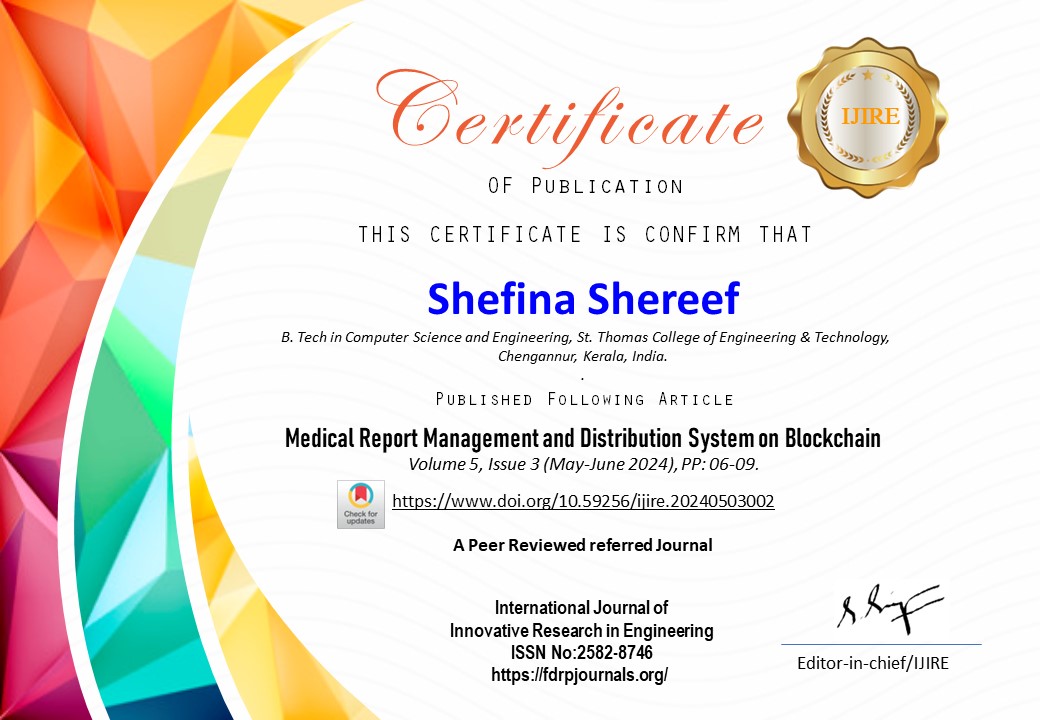 Certificate
IJIRE
OF PUBLICATION
THIS CERTIFICATE IS CONFIRM THAT
Shefina Shereef
B. Tech in Computer Science and Engineering, St. Thomas College of Engineering & Technology,
Chengannur, Kerala, India.
.
PUBLISHED FOLLOWING ARTICLE
Medical Report Management and Distribution System on Blockchain
Volume 5, Issue 3 (May-June 2024), PP: 06-09.
Check for
updates
https://www.doi.org/10.59256/ijire.20240503002
A Peer Reviewed referred Journal
International Journal of
Innovative Research in Engineering
ISSN No:2582-8746
https://fdrpjournals.org/
Editor-in-chief/IJIRE